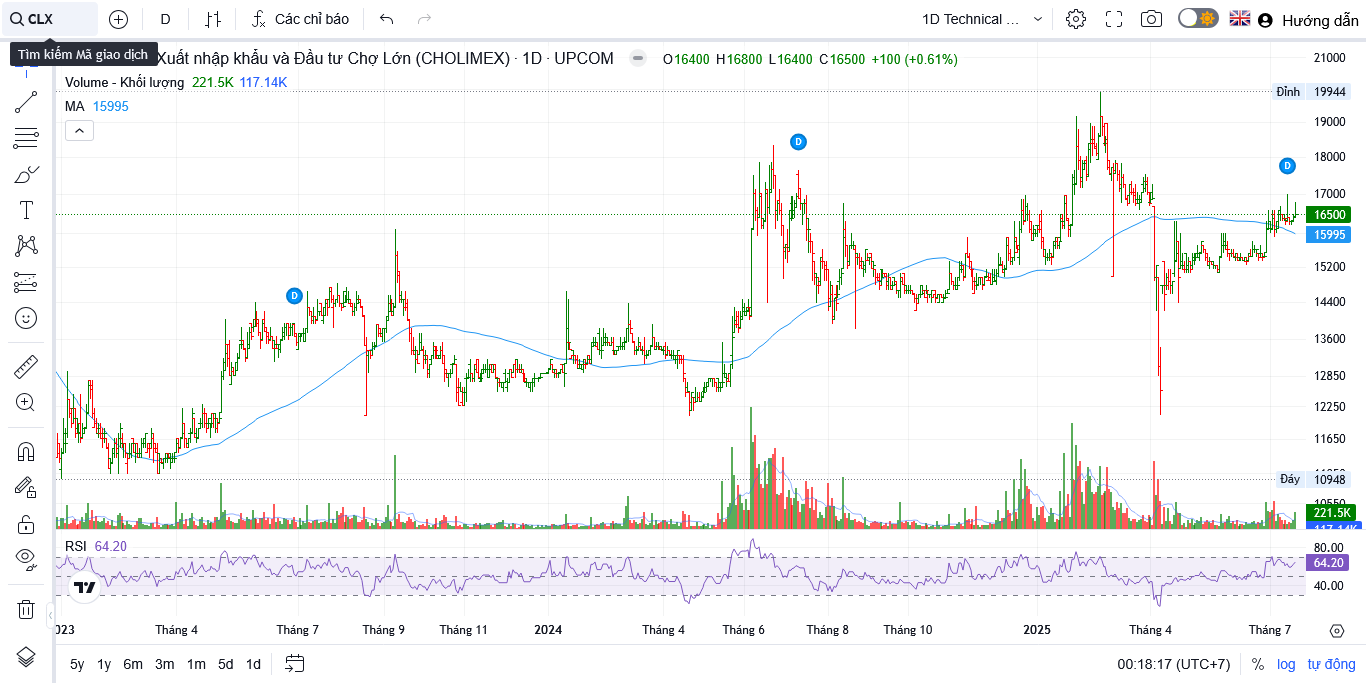 CLX
D
Các chỉ báo
1D Technical ...
Hướng dẫn
Tìm kiếm Mã giao dịch
Xuất nhập khẩu và Đầu tư Chợ Lớn (CHOLIMEX) · 1D · UPCOM
O16400 H16800 L16400 C16500 +100 (+0.61%)
Volume - Khối lượng 221.5K 117.14K
MA 15995
21000
Đỉnh 19944
19000
18000
17000
16500
15995
15200
14400
13600
12850
12250
11650
Đáy 10948
10550
221.5K
117.14K
D
D
D
RSI 64.20
80.00
64.20
40.00
2023
Tháng 4
Tháng 7
Tháng 9
Tháng 11
2024
Tháng 4
Tháng 6
Tháng 8
Tháng 10
2025
Tháng 4
Tháng 7
5y 1y 6m 3m 1m 5d 1d
00:18:17 (UTC+7)
% log tự động